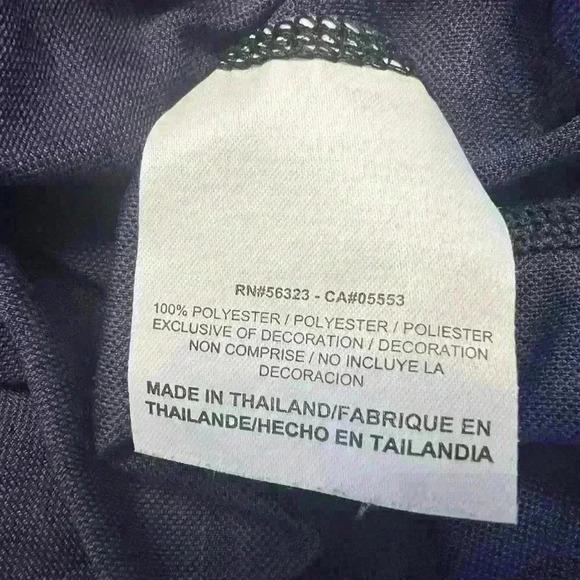 RN#56323 - CA#05553
100% POLYESTER / POLYESTER / POLIESTER
EXCLUSIVE OF DECORATION / DECORATION
NON COMPRISE / NO INCLUYE LA
DECORACION
MADE IN THAILAND/FABRIQUE EN
THAILANDE/HECHO EN TAILANDIA